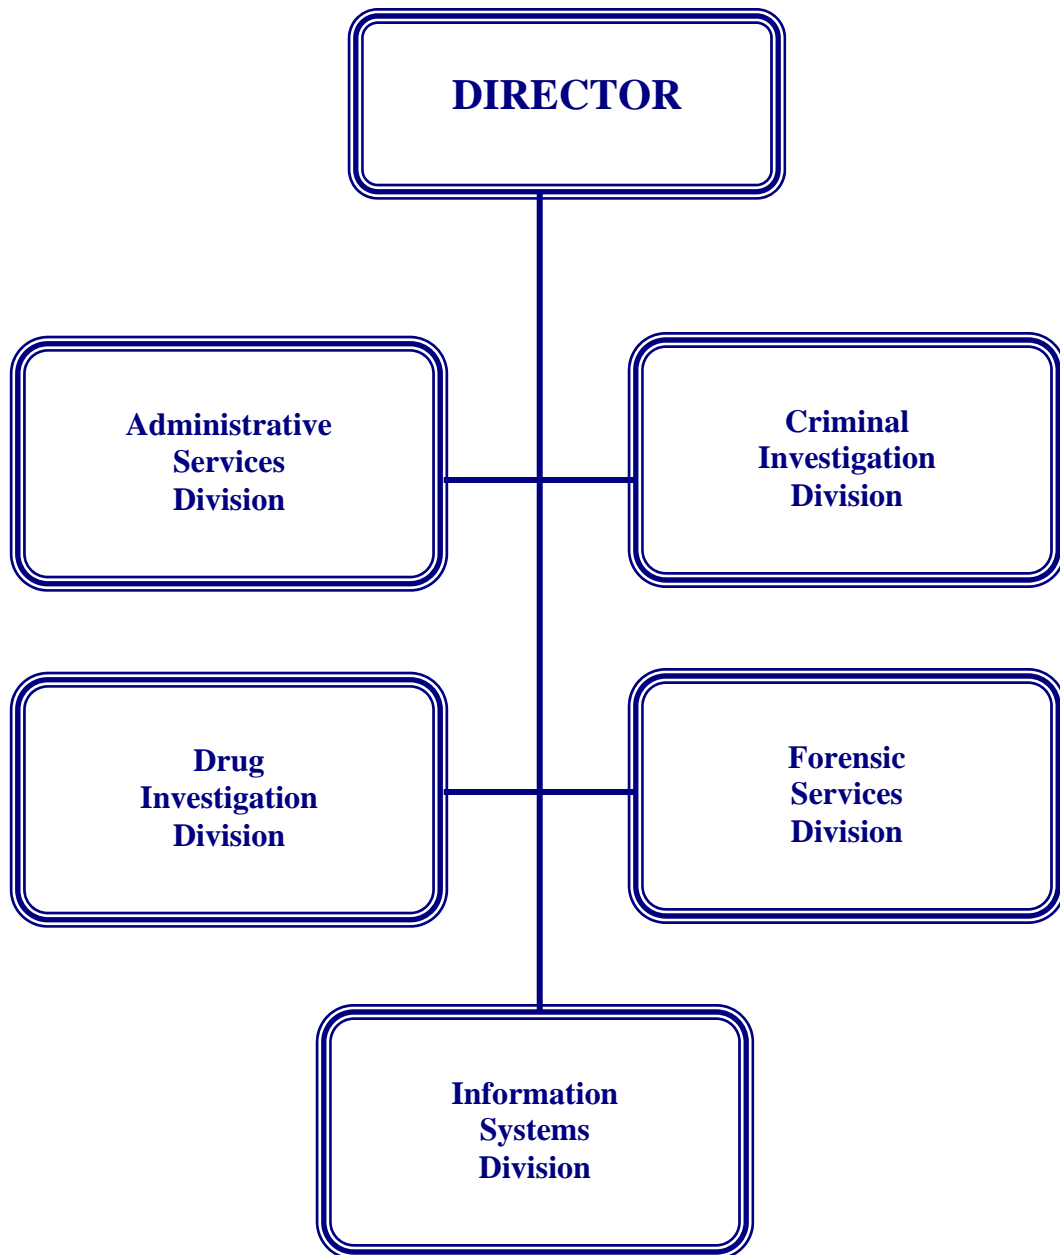 DIRECTOR
Administrative
Services
Division
Criminal
Investigation
Division
Drug
Investigation
Division
Forensic
Services
Division
Information
Systems
Division